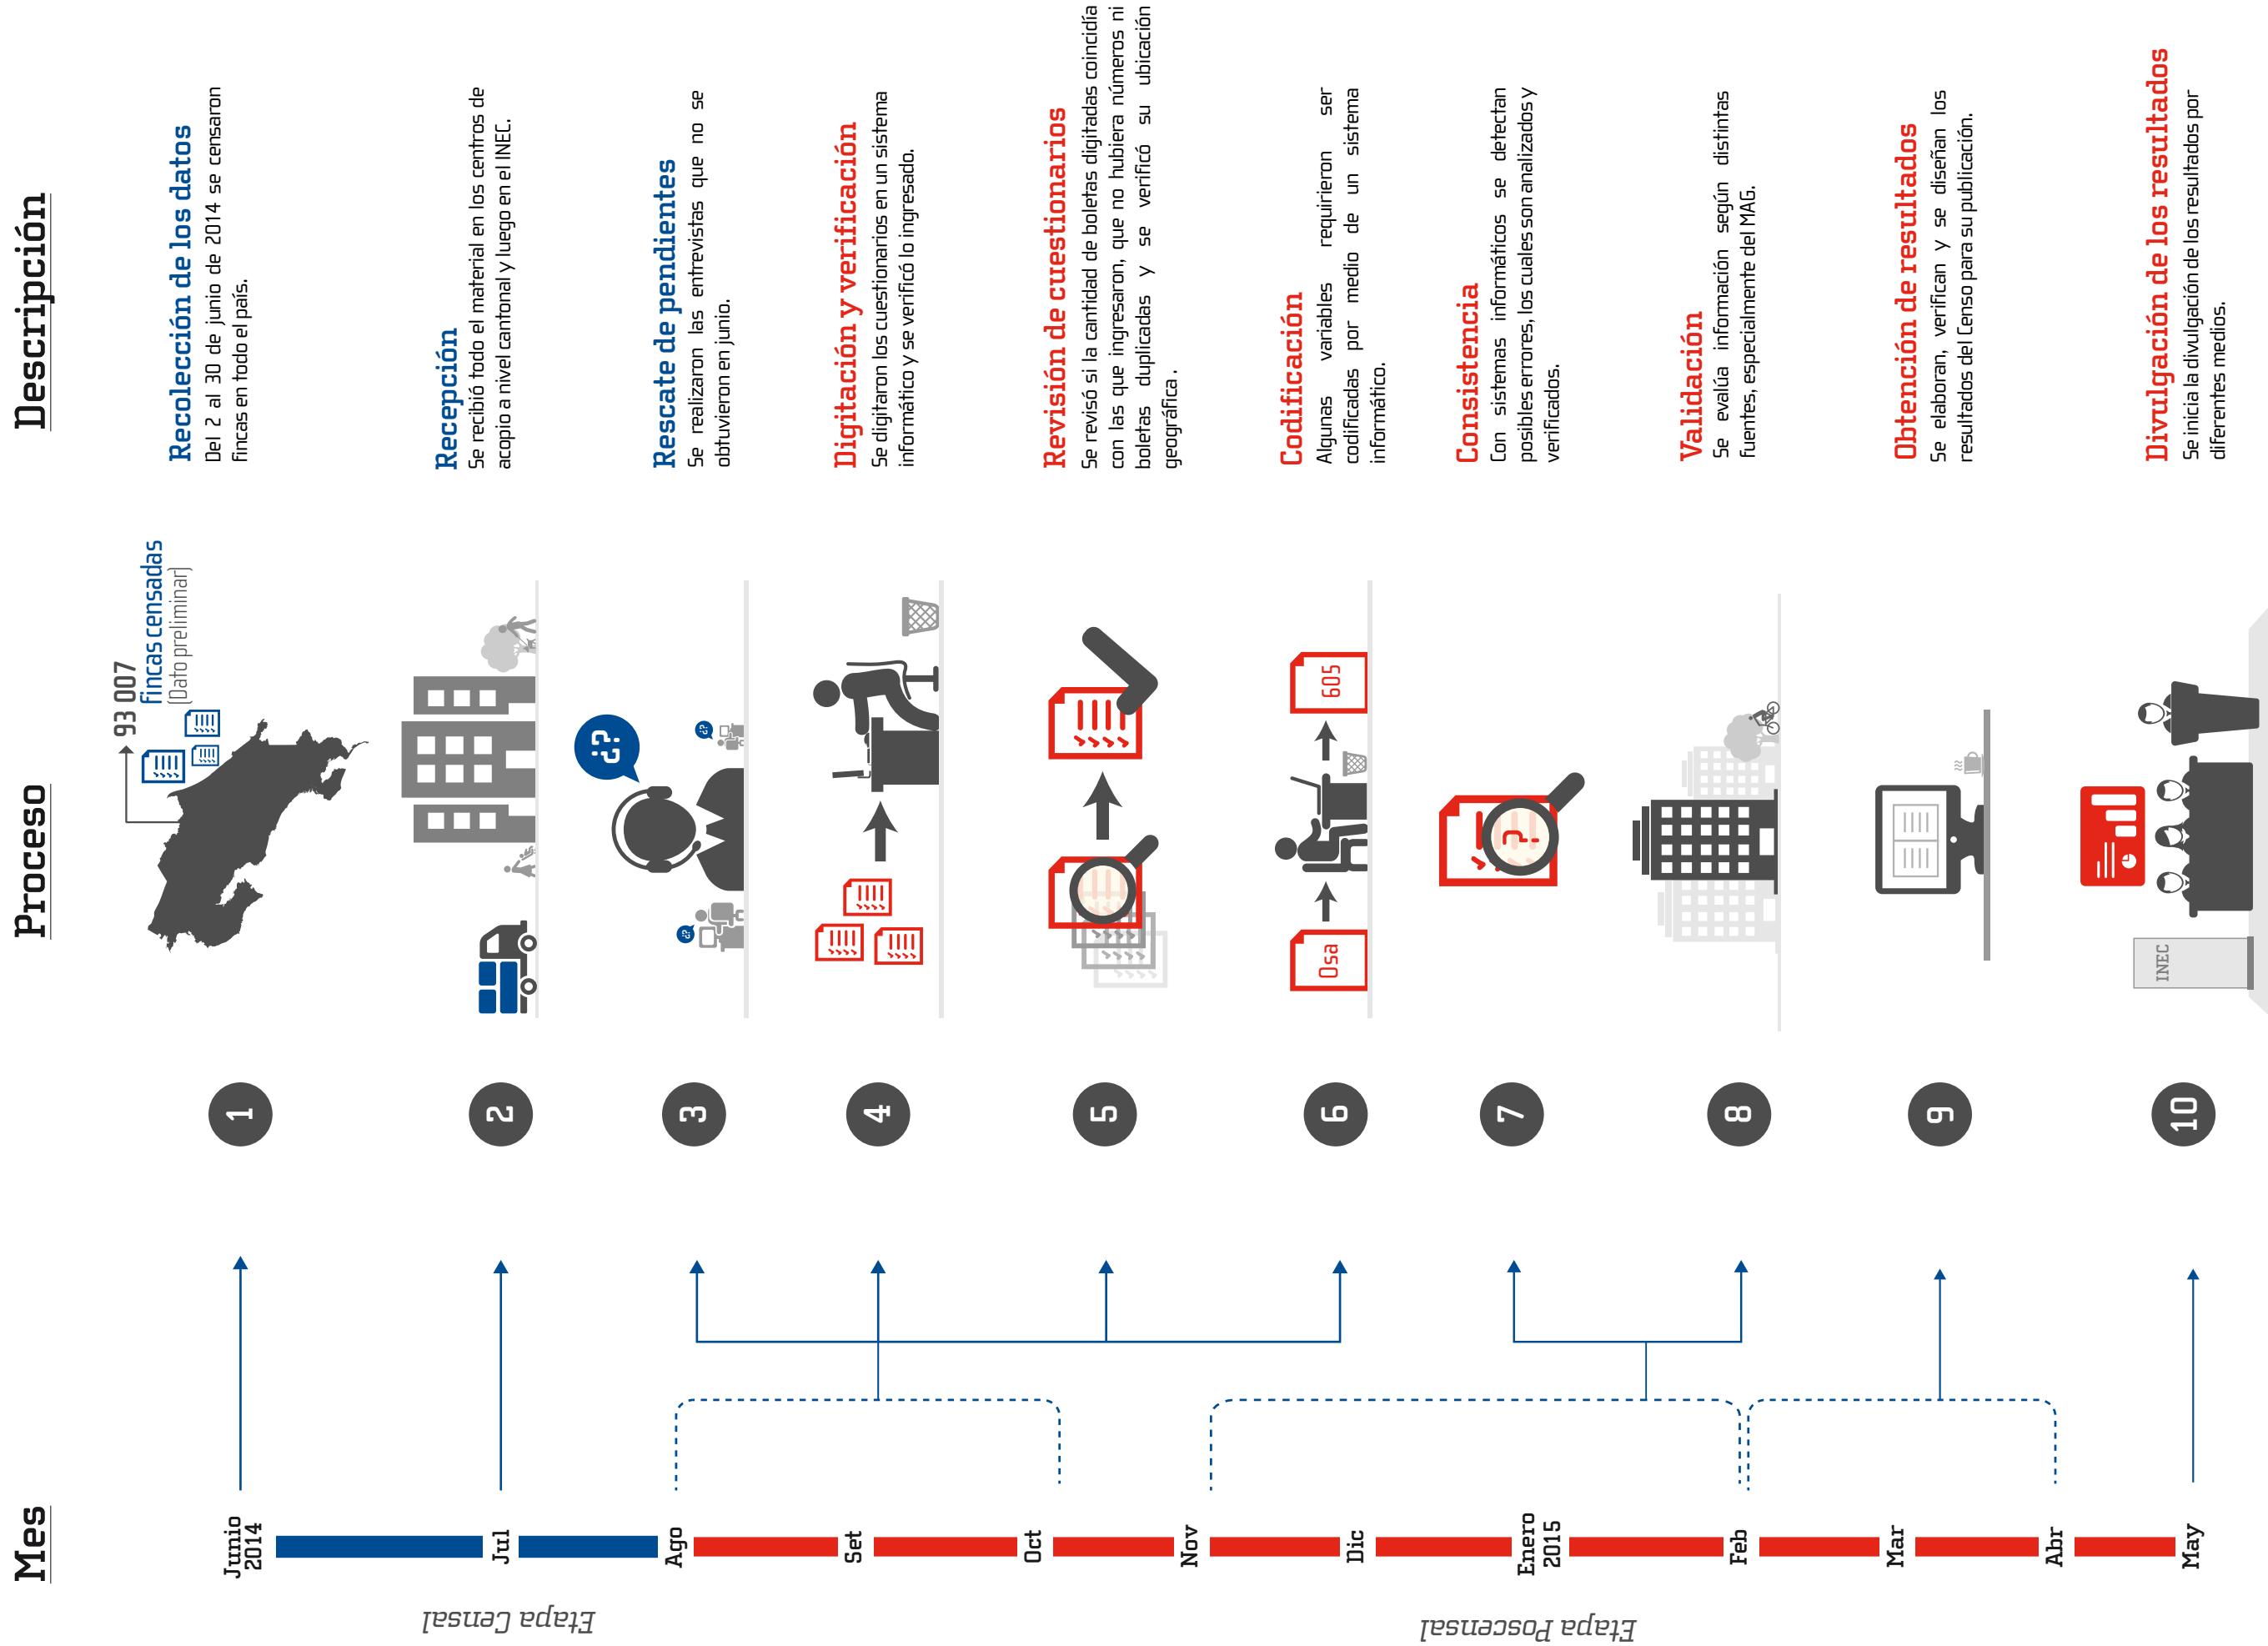 Mes
Proceso
Descripción
Etapa Censal
Etapa Poscensal
Junio
2014
Jul
Ago
Set
Oct
Nov
Dic
Enero
2015
Feb
Mar
Abr
May
1
93 007
fincas censadas
(Dato preliminar)
Recolección de los datos
Del 2 al 30 de junio de 2014 se censaron
fincas en todo el país.
2
Recepción
Se recibió todo el material en los centros de
acopio a nivel cantonal y luego en el INEC.
3
¿?
¿?
¿?
Rescate de pendientes
Se realizaron las entrevistas que no se
obtuvieron en junio.
4
Digitación y verificación
Se digitaron los cuestionarios en un sistema
informático y se verificó lo ingresado.
5
Revisión de cuestionarios
Se revisó si la cantidad de boletas digitadas coincidía
con las que ingresaron, que no hubiera números ni
boletas duplicadas y se verificó su ubicación
geográfica .
6
Osa
605
Codificación
Algunas variables requirieron ser
codificadas por medio de un sistema
informático.
7
?
Consistencia
Con sistemas informáticos se detectan
posibles errores, los cuales son analizados y
verificados.
8
Validación
Se evalúa información según distintas
fuentes, especialmente del MAG.
9
Obtención de resultados
Se elaboran, verifican y se diseñan los
resultados del Censo para su publicación.
10
INEC
Divulgación de los resultados
Se inicia la divulgación de los resultados por
diferentes medios.